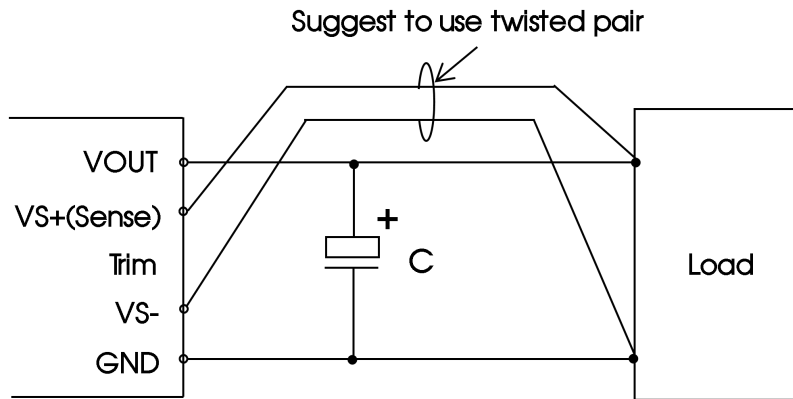 Suggest to use twisted pair
VOUT
VS+(Sense)
+
Trim
C
Load
VS-
GND